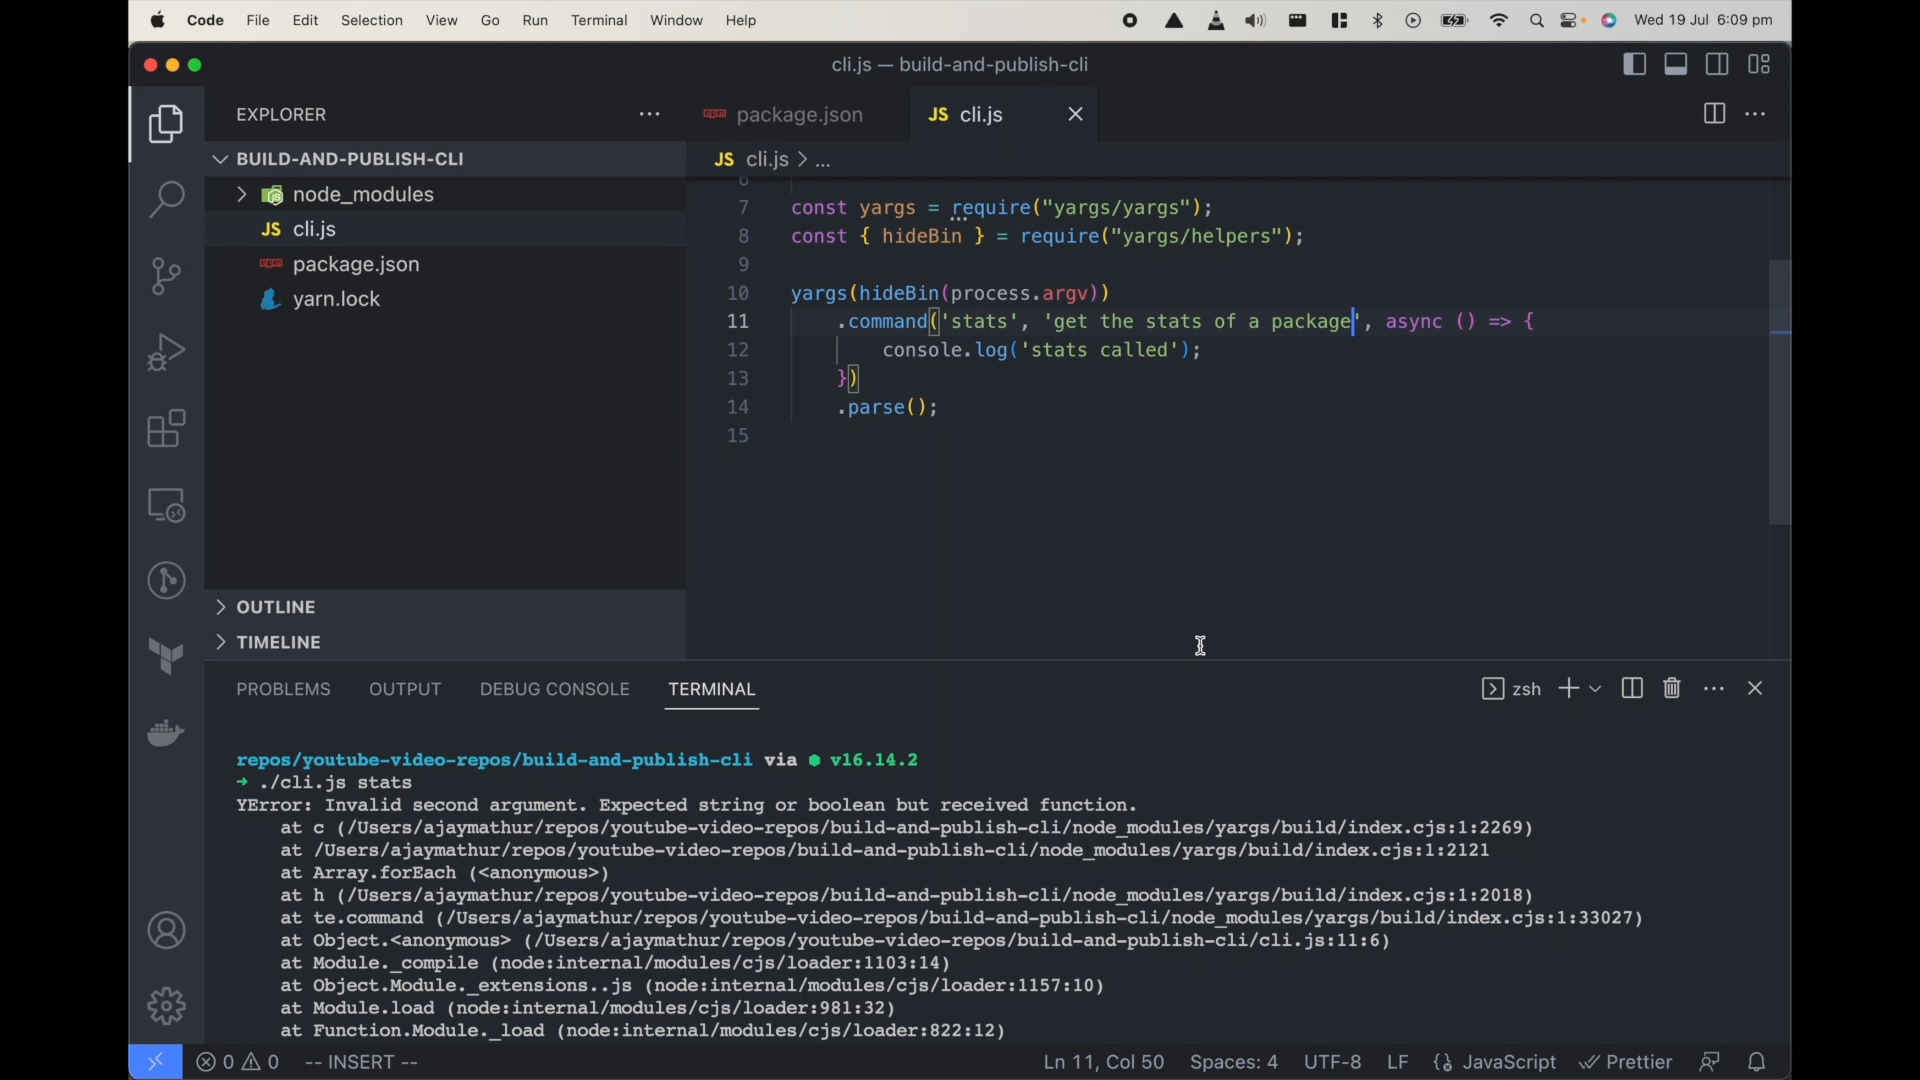 Code File Edit Selection View Go Run Terminal Window Help Wed 19 Jul 6:09 pm
cli.js — build-and-publish-cli
EXPLORER
package.json
JS cli.js
BUILD-AND-PUBLISH-CLI
JS cli.js > ...
node_modules
JS cli.js
package.json
yarn.lock
6
7 const yargs = require("yargs/yargs");
8 const { hideBin } = require("yargs/helpers");
9
10 yargs(hideBin(process.argv))
11 .command('stats', 'get the stats of a package', async () => {
12 console.log('stats called');
13 })
14 .parse();
15
OUTLINE
TIMELINE
PROBLEMS OUTPUT DEBUG CONSOLE TERMINAL zsh
repos/youtube-video-repos/build-and-publish-cli via ⬢ v16.14.2
➜ ./cli.js stats
YError: Invalid second argument. Expected string or boolean but received function.
at c (/Users/ajaymathur/repos/youtube-video-repos/build-and-publish-cli/node_modules/yargs/build/index.cjs:1:2269)
at /Users/ajaymathur/repos/youtube-video-repos/build-and-publish-cli/node_modules/yargs/build/index.cjs:1:2121
at Array.forEach (<anonymous>)
at h (/Users/ajaymathur/repos/youtube-video-repos/build-and-publish-cli/node_modules/yargs/build/index.cjs:1:2018)
at te.command (/Users/ajaymathur/repos/youtube-video-repos/build-and-publish-cli/node_modules/yargs/build/index.cjs:1:33027)
at Object.<anonymous> (/Users/ajaymathur/repos/youtube-video-repos/build-and-publish-cli/cli.js:11:6)
at Module._compile (node:internal/modules/cjs/loader:1103:14)
at Object.Module._extensions..js (node:internal/modules/cjs/loader:1157:10)
at Module.load (node:internal/modules/cjs/loader:981:32)
at Function.Module._load (node:internal/modules/cjs/loader:822:12)
0 0 -- INSERT -- Ln 11, Col 50 Spaces: 4 UTF-8 LF JavaScript Prettier